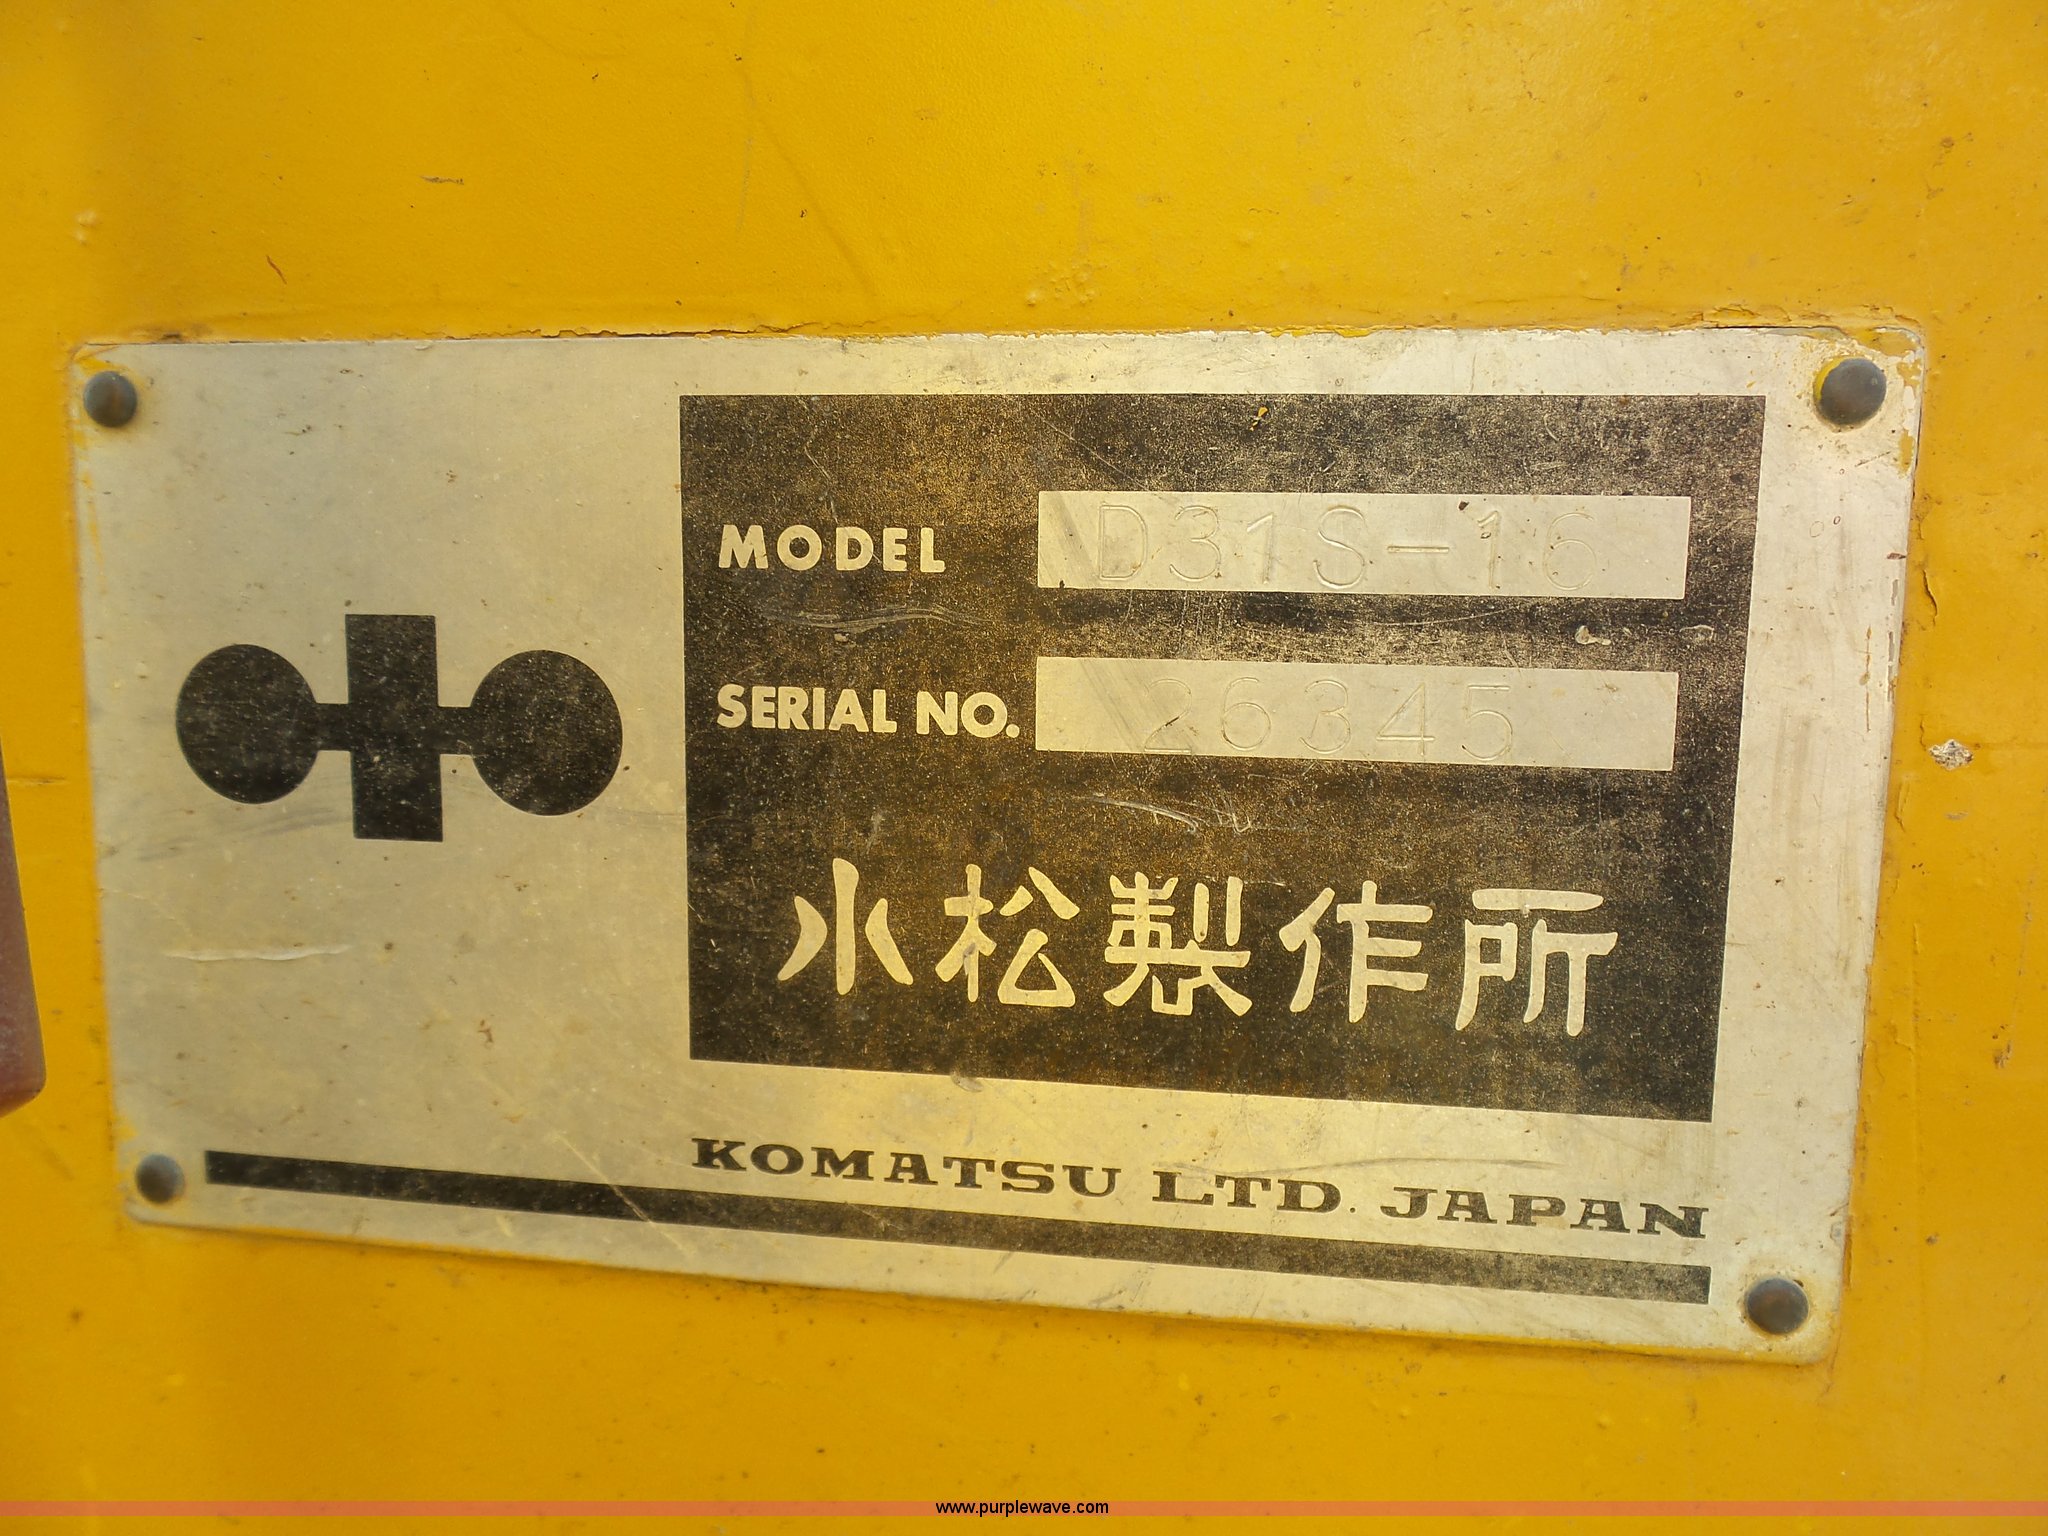 MODEL D31S-16
SERIAL NO. 26345
小松製作所
KOMATSU LTD. JAPAN
www.purplewave.com